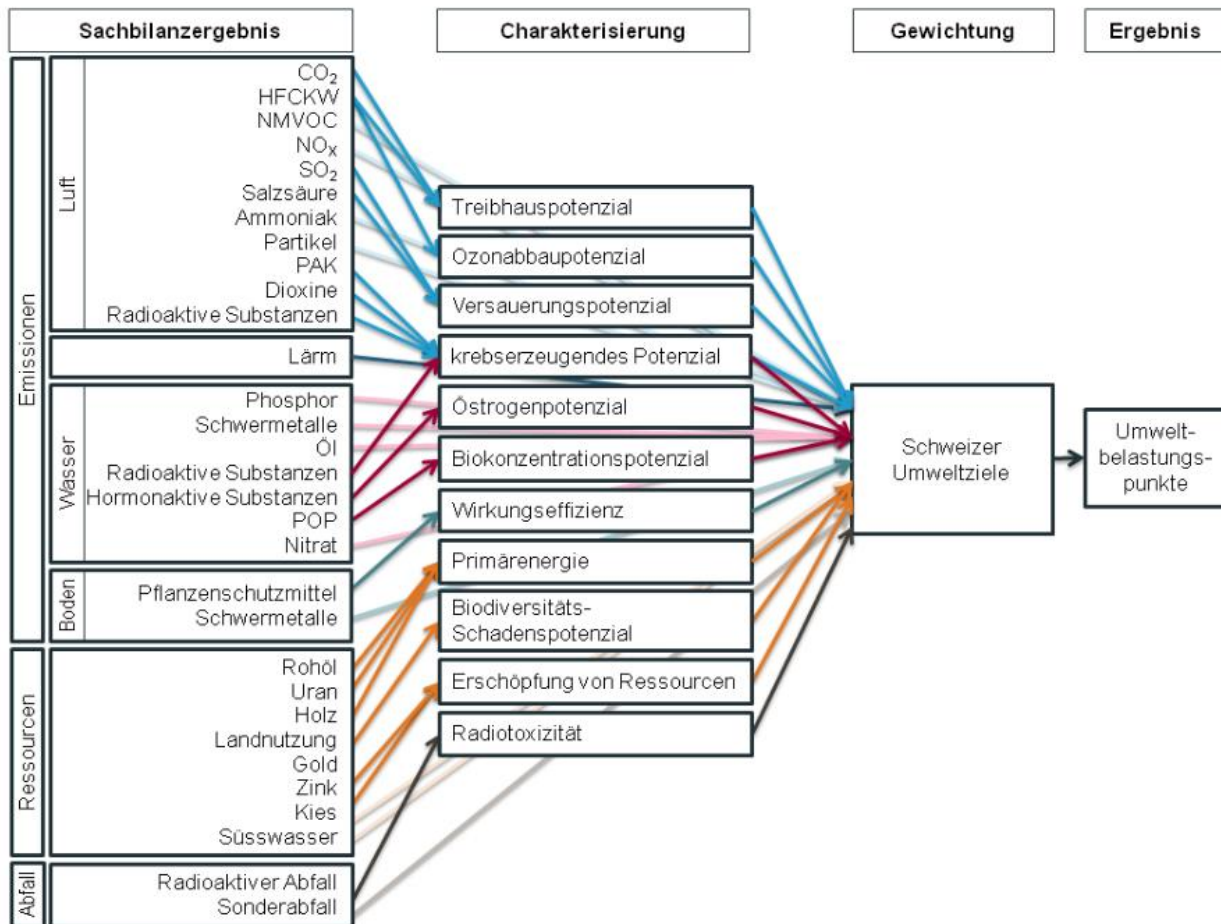 Sachbilanzergebnis
Charakterisierung
Gewichtung
Ergebnis
Emissionen
Luft
CO₂
HFCKW
NMVOC
NOₓ
SO₂
Salzsäure
Ammoniak
Partikel
PAK
Dioxine
Radioaktive Substanzen
Lärm
Wasser
Phosphor
Schwermetalle
Öl
Radioaktive Substanzen
Hormonaktive Substanzen
POP
Nitrat
Boden
Pflanzenschutzmittel
Schwermetalle
Ressourcen
Rohöl
Uran
Holz
Landnutzung
Gold
Zink
Kies
Süsswasser
Abfall
Radioaktiver Abfall
Sonderabfall
Treibhauspotenzial
Ozonabbaupotenzial
Versauerungspotenzial
krebserzeugendes Potenzial
Östrogenpotenzial
Biokonzentrationspotenzial
Wirkungseffizienz
Primärenergie
Biodiversitäts-
Schadenspotenzial
Erschöpfung von Ressourcen
Radiotoxizität
Schweizer
Umweltziele
Umwelt-
belastungs-
punkte